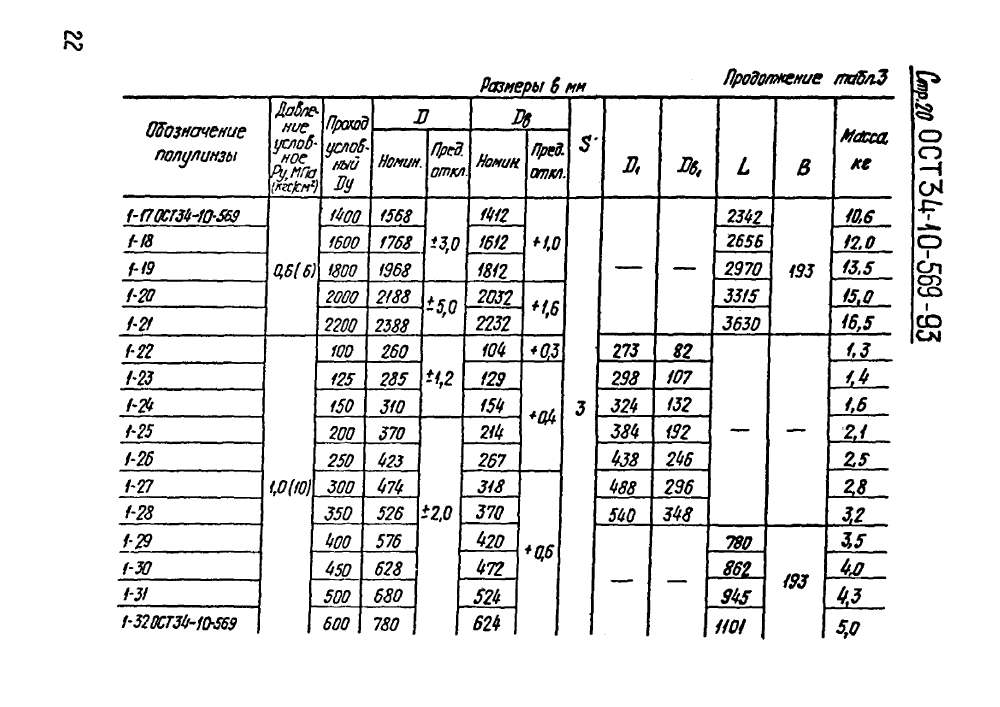 22
Стр.20 ОСТ 34-10-569-93
Размеры в мм
Продолжение табл.3
Обозначение полулинзы | Давление условное Ру, МПа (кгс/см²) | Проход условный Ду | D | Dв | S | D₁ | Dв₁ | L | B | Масса, кг
Номин. | Пред. откл. | Номин. | Пред. откл.
1-17 ОСТ34-10-569 | 0,6(6) | 1400 | 1568 | ±3,0 | 1412 | +1,0 | 3 | — | — | 2342 | 193 | 10,6
1-18 | 1600 | 1768 | 1612 | 2656 | 12,0
1-19 | 1800 | 1968 | 1812 | 2970 | 13,5
1-20 | 2000 | 2188 | ±5,0 | 2032 | +1,6 | 3315 | 15,0
1-21 | 2200 | 2388 | 2232 | 3630 | 16,5
1-22 | 1,0(10) | 100 | 260 | ±1,2 | 104 | +0,3 | 273 | 82 | — | — | 1,3
1-23 | 125 | 285 | 129 | +0,4 | 298 | 107 | 1,4
1-24 | 150 | 310 | 154 | 324 | 132 | 1,6
1-25 | 200 | 370 | ±2,0 | 214 | 384 | 192 | 2,1
1-26 | 250 | 423 | 267 | 438 | 246 | 2,5
1-27 | 300 | 474 | 318 | +0,6 | 488 | 296 | 2,8
1-28 | 350 | 526 | 370 | 540 | 348 | 3,2
1-29 | 400 | 576 | 420 | — | — | 780 | 193 | 3,5
1-30 | 450 | 628 | 472 | 862 | 4,0
1-31 | 500 | 680 | 524 | 945 | 4,3
1-32 ОСТ34-10-569 | 600 | 780 | 624 | 1101 | 5,0